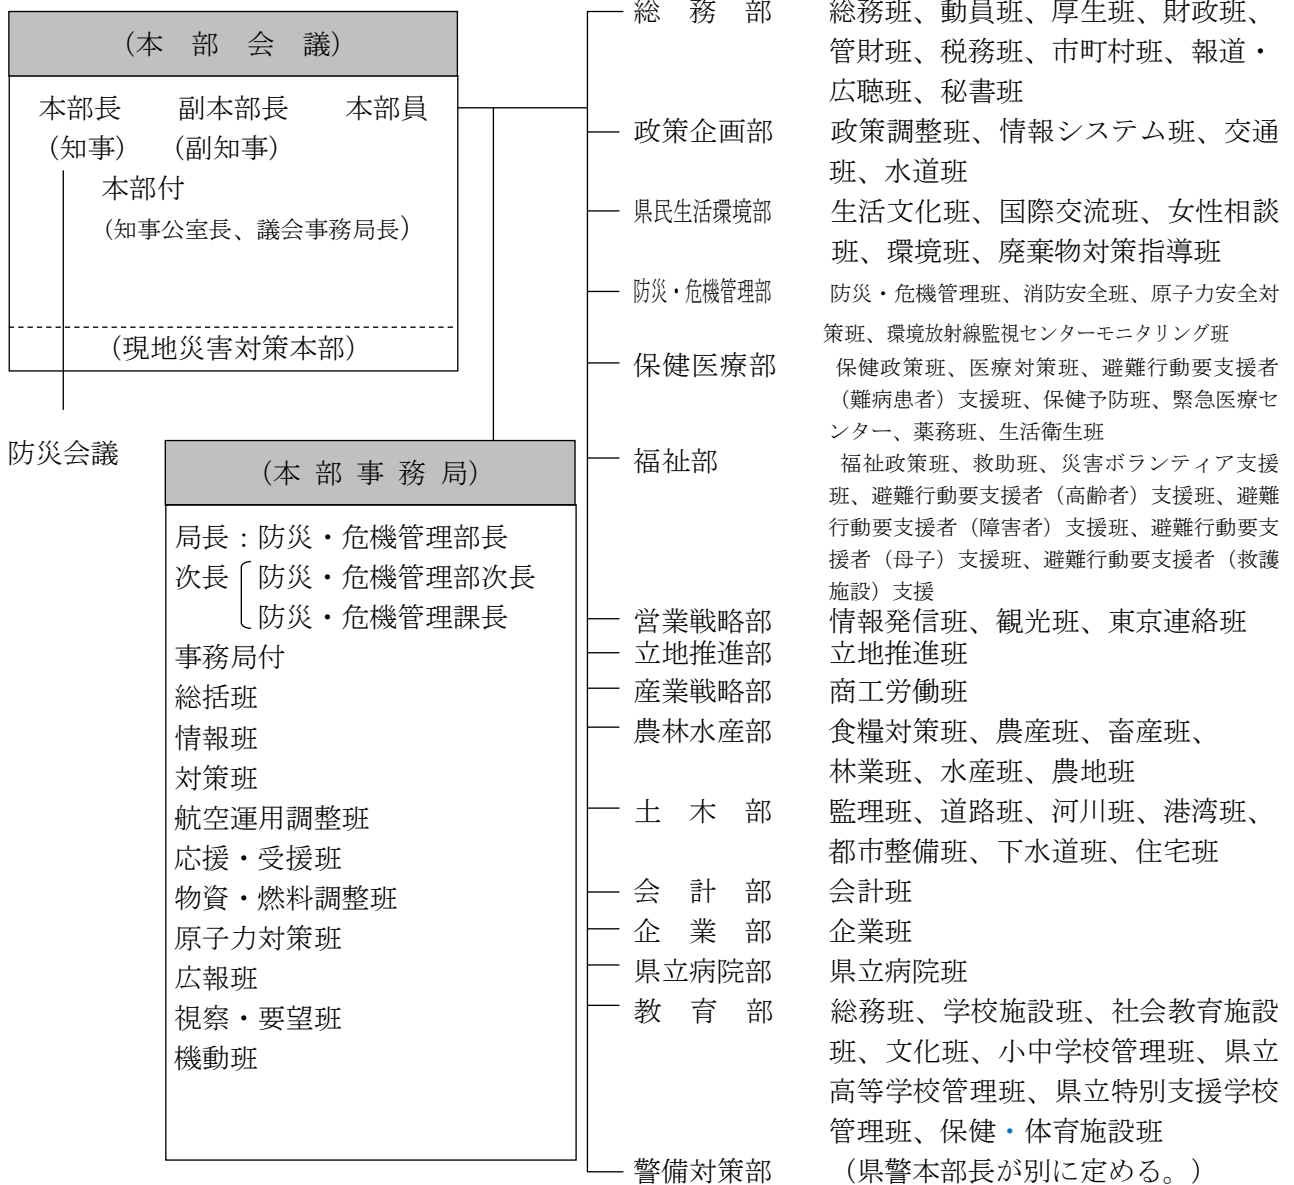 (本 部 会 議)
本部長 副本部長 本部員
(知事) (副知事)
本部付
(知事公室長、議会事務局長)
(現地災害対策本部)
防災会議
(本 部 事 務 局)
局長:防災・危機管理部長
次長 防災・危機管理部次長
防災・危機管理課長
事務局付
総括班
情報班
対策班
航空運用調整班
応援・受援班
物資・燃料調整班
原子力対策班
広報班
視察・要望班
機動班
総 務 部 総務班、動員班、厚生班、財政班、
管財班、税務班、市町村班、報道・
広聴班、秘書班
政策企画部 政策調整班、情報システム班、交通
班、水道班
県民生活環境部 生活文化班、国際交流班、女性相談
班、環境班、廃棄物対策指導班
防災・危機管理部 防災・危機管理班、消防安全班、原子力安全対
策班、環境放射線監視センターモニタリング班
保健医療部 保健政策班、医療対策班、避難行動要支援者
(難病患者)支援班、保健予防班、緊急医療セ
ンター、薬務班、生活衛生班
福祉部 福祉政策班、救助班、災害ボランティア支援
班、避難行動要支援者(高齢者)支援班、避難
行動要支援者(障害者)支援班、避難行動要支
援者(母子)支援班、避難行動要支援者(救護
施設)支援
営業戦略部 情報発信班、観光班、東京連絡班
立地推進部 立地推進班
産業戦略部 商工労働班
農林水産部 食糧対策班、農産班、畜産班、
林業班、水産班、農地班
土 木 部 監理班、道路班、河川班、港湾班、
都市整備班、下水道班、住宅班
会 計 部 会計班
企 業 部 企業班
県立病院部 県立病院班
教 育 部 総務班、学校施設班、社会教育施設
班、文化班、小中学校管理班、県立
高等学校管理班、県立特別支援学校
管理班、保健・体育施設班
警備対策部 (県警本部長が別に定める。)